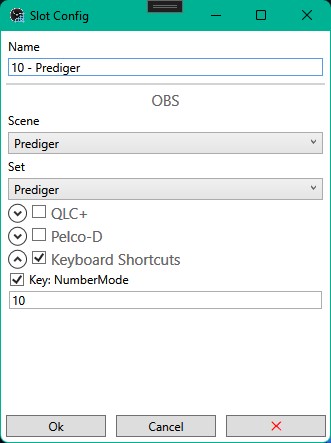 Slot Config
Name
10 - Prediger
OBS
Scene
Prediger
Set
Prediger
QLC+
Pelco-D
Keyboard Shortcuts
Key: NumberMode
10
Ok Cancel